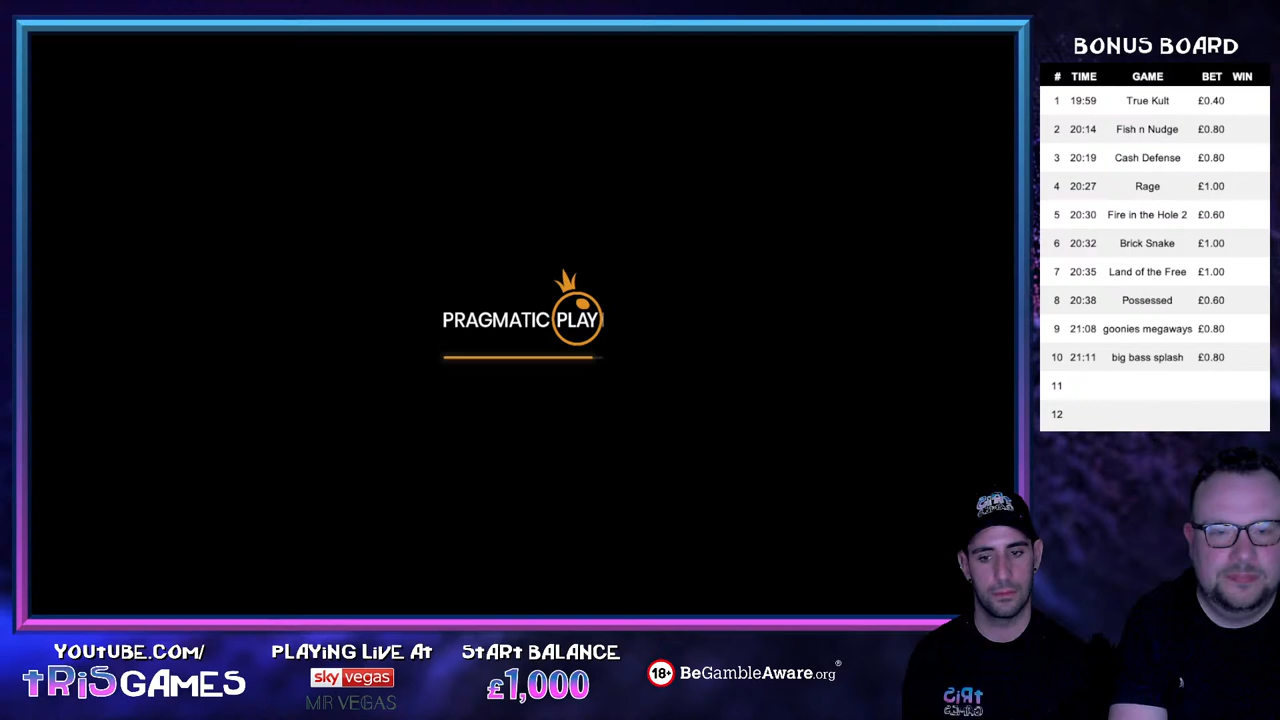 BONUS BOARD
# TIME GAME BET WIN
1 19:59 True Kult £0.40
2 20:14 Fish n Nudge £0.80
3 20:19 Cash Defense £0.80
4 20:27 Rage £1.00
5 20:30 Fire in the Hole 2 £0.60
6 20:32 Brick Snake £1.00
7 20:35 Land of the Free £1.00
8 20:38 Possessed £0.60
9 21:08 goonies megaways £0.80
10 21:11 big bass splash £0.80
11
12
PRAGMATIC PLAY
YOUTUBE.COM/
tRiSGAMES
PLAYiNG LiVE At
sky vegas
MR VEGAS
StARt BALANCE
£1,000
18+ BeGambleAware.org®
tRiS
GAMES